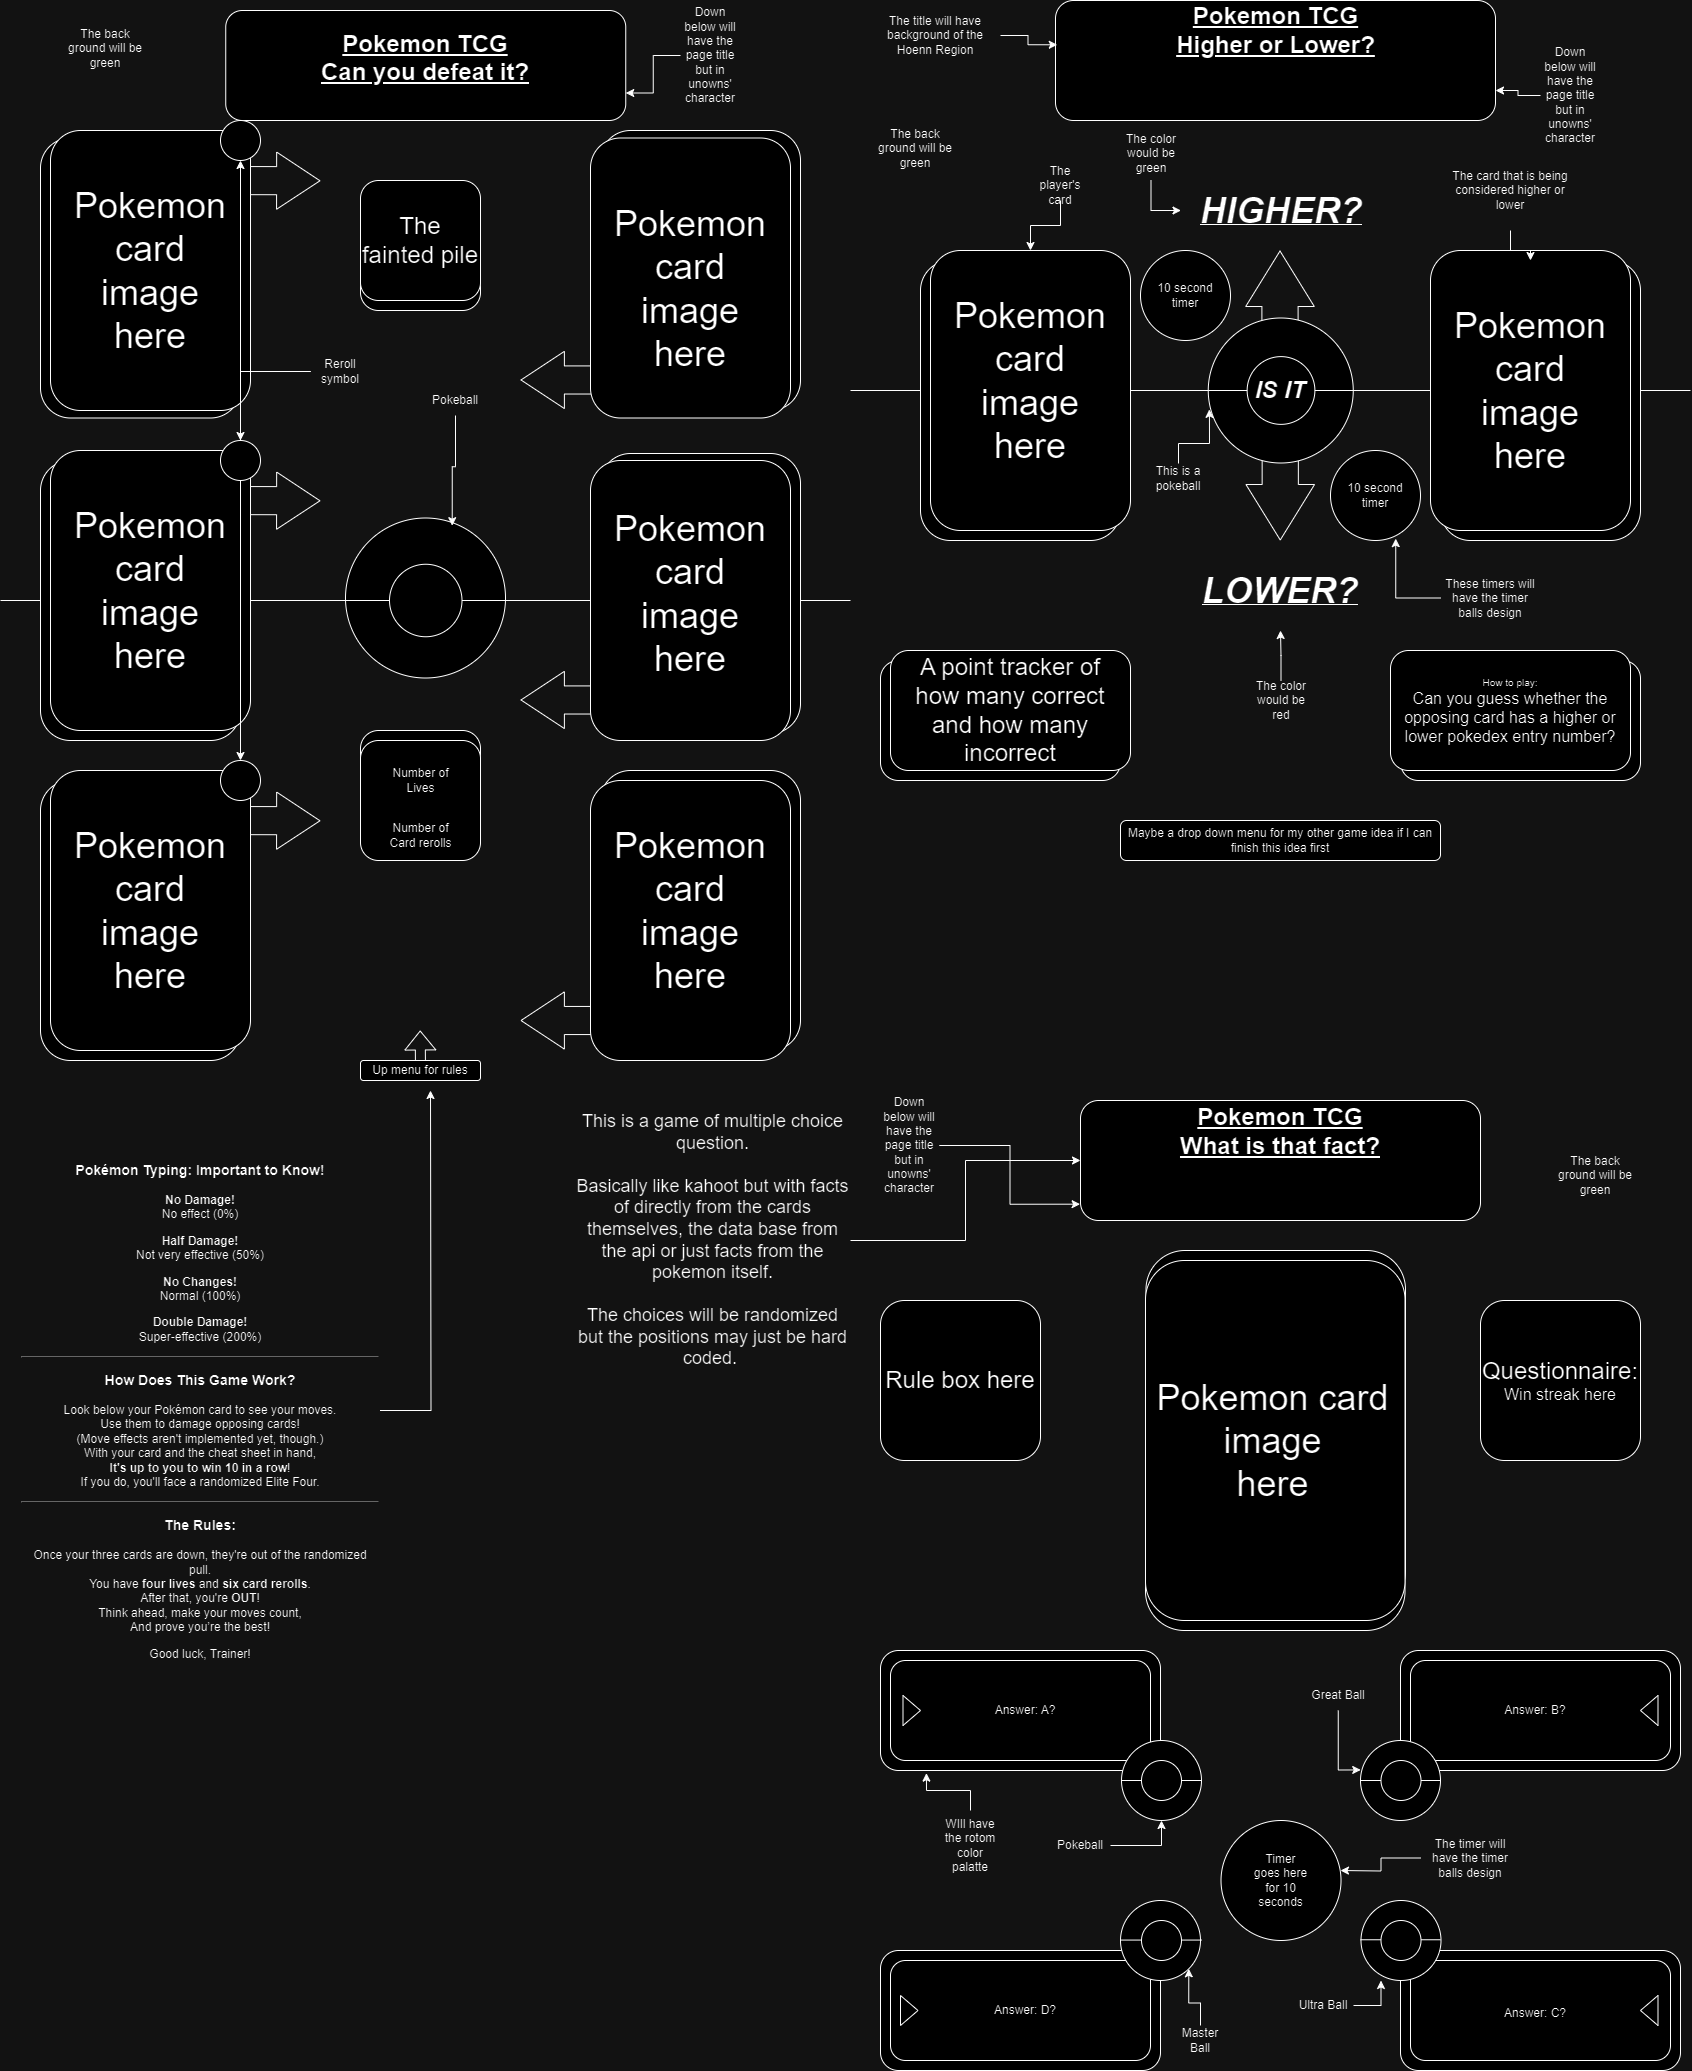 The back
ground will be
green
Pokemon TCG
Can you defeat it?
Down
below will
have the
page title
but in
unowns'
character
Pokemon
card
image
here
The
fainted pile
Pokemon
card
image
here
Reroll
symbol
Pokeball
Pokemon
card
image
here
Pokemon
card
image
here
Number of
Lives
Number of
Card rerolls
Pokemon
card
image
here
Pokemon
card
image
here
Up menu for rules
Pokémon Typing: Important to Know!
No Damage!
No effect (0%)
Half Damage!
Not very effective (50%)
No Changes!
Normal (100%)
Double Damage!
Super-effective (200%)
How Does This Game Work?
Look below your Pokémon card to see your moves.
Use them to damage opposing cards!
(Move effects aren't implemented yet, though.)
With your card and the cheat sheet in hand,
It's up to you to win 10 in a row!
If you do, you'll face a randomized Elite Four.
The Rules:
Once your three cards are down, they're out of the randomized
pull.
You have four lives and six card rerolls.
After that, you're OUT!
Think ahead, make your moves count,
And prove you're the best!
Good luck, Trainer!
The title will have
background of the
Hoenn Region
Pokemon TCG
Higher or Lower?
Down
below will
have the
page title
but in
unowns'
character
The back
ground will be
green
The color
would be
green
The
player's
card
HIGHER?
The card that is being
considered higher or
lower
Pokemon
card
image
here
10 second
timer
IS IT
Pokemon
card
image
here
This is a
pokeball
10 second
timer
LOWER?
These timers will
have the timer
balls design
A point tracker of
how many correct
and how many
incorrect
The color
would be
red
How to play:
Can you guess whether the
opposing card has a higher or
lower pokedex entry number?
Maybe a drop down menu for my other game idea if I can
finish this idea first
This is a game of multiple choice
question.
Basically like kahoot but with facts
of directly from the cards
themselves, the data base from
the api or just facts from the
pokemon itself.
The choices will be randomized
but the positions may just be hard
coded.
Down
below will
have the
page title
but in
unowns'
character
Pokemon TCG
What is that fact?
The back
ground will be
green
Rule box here
Pokemon card
image
here
Questionnaire:
Win streak here
Answer: A?
Great Ball
Answer: B?
WIll have
the rotom
color
palatte
Pokeball
Timer
goes here
for 10
seconds
The timer will
have the timer
balls design
Answer: D?
Master
Ball
Ultra Ball
Answer: C?